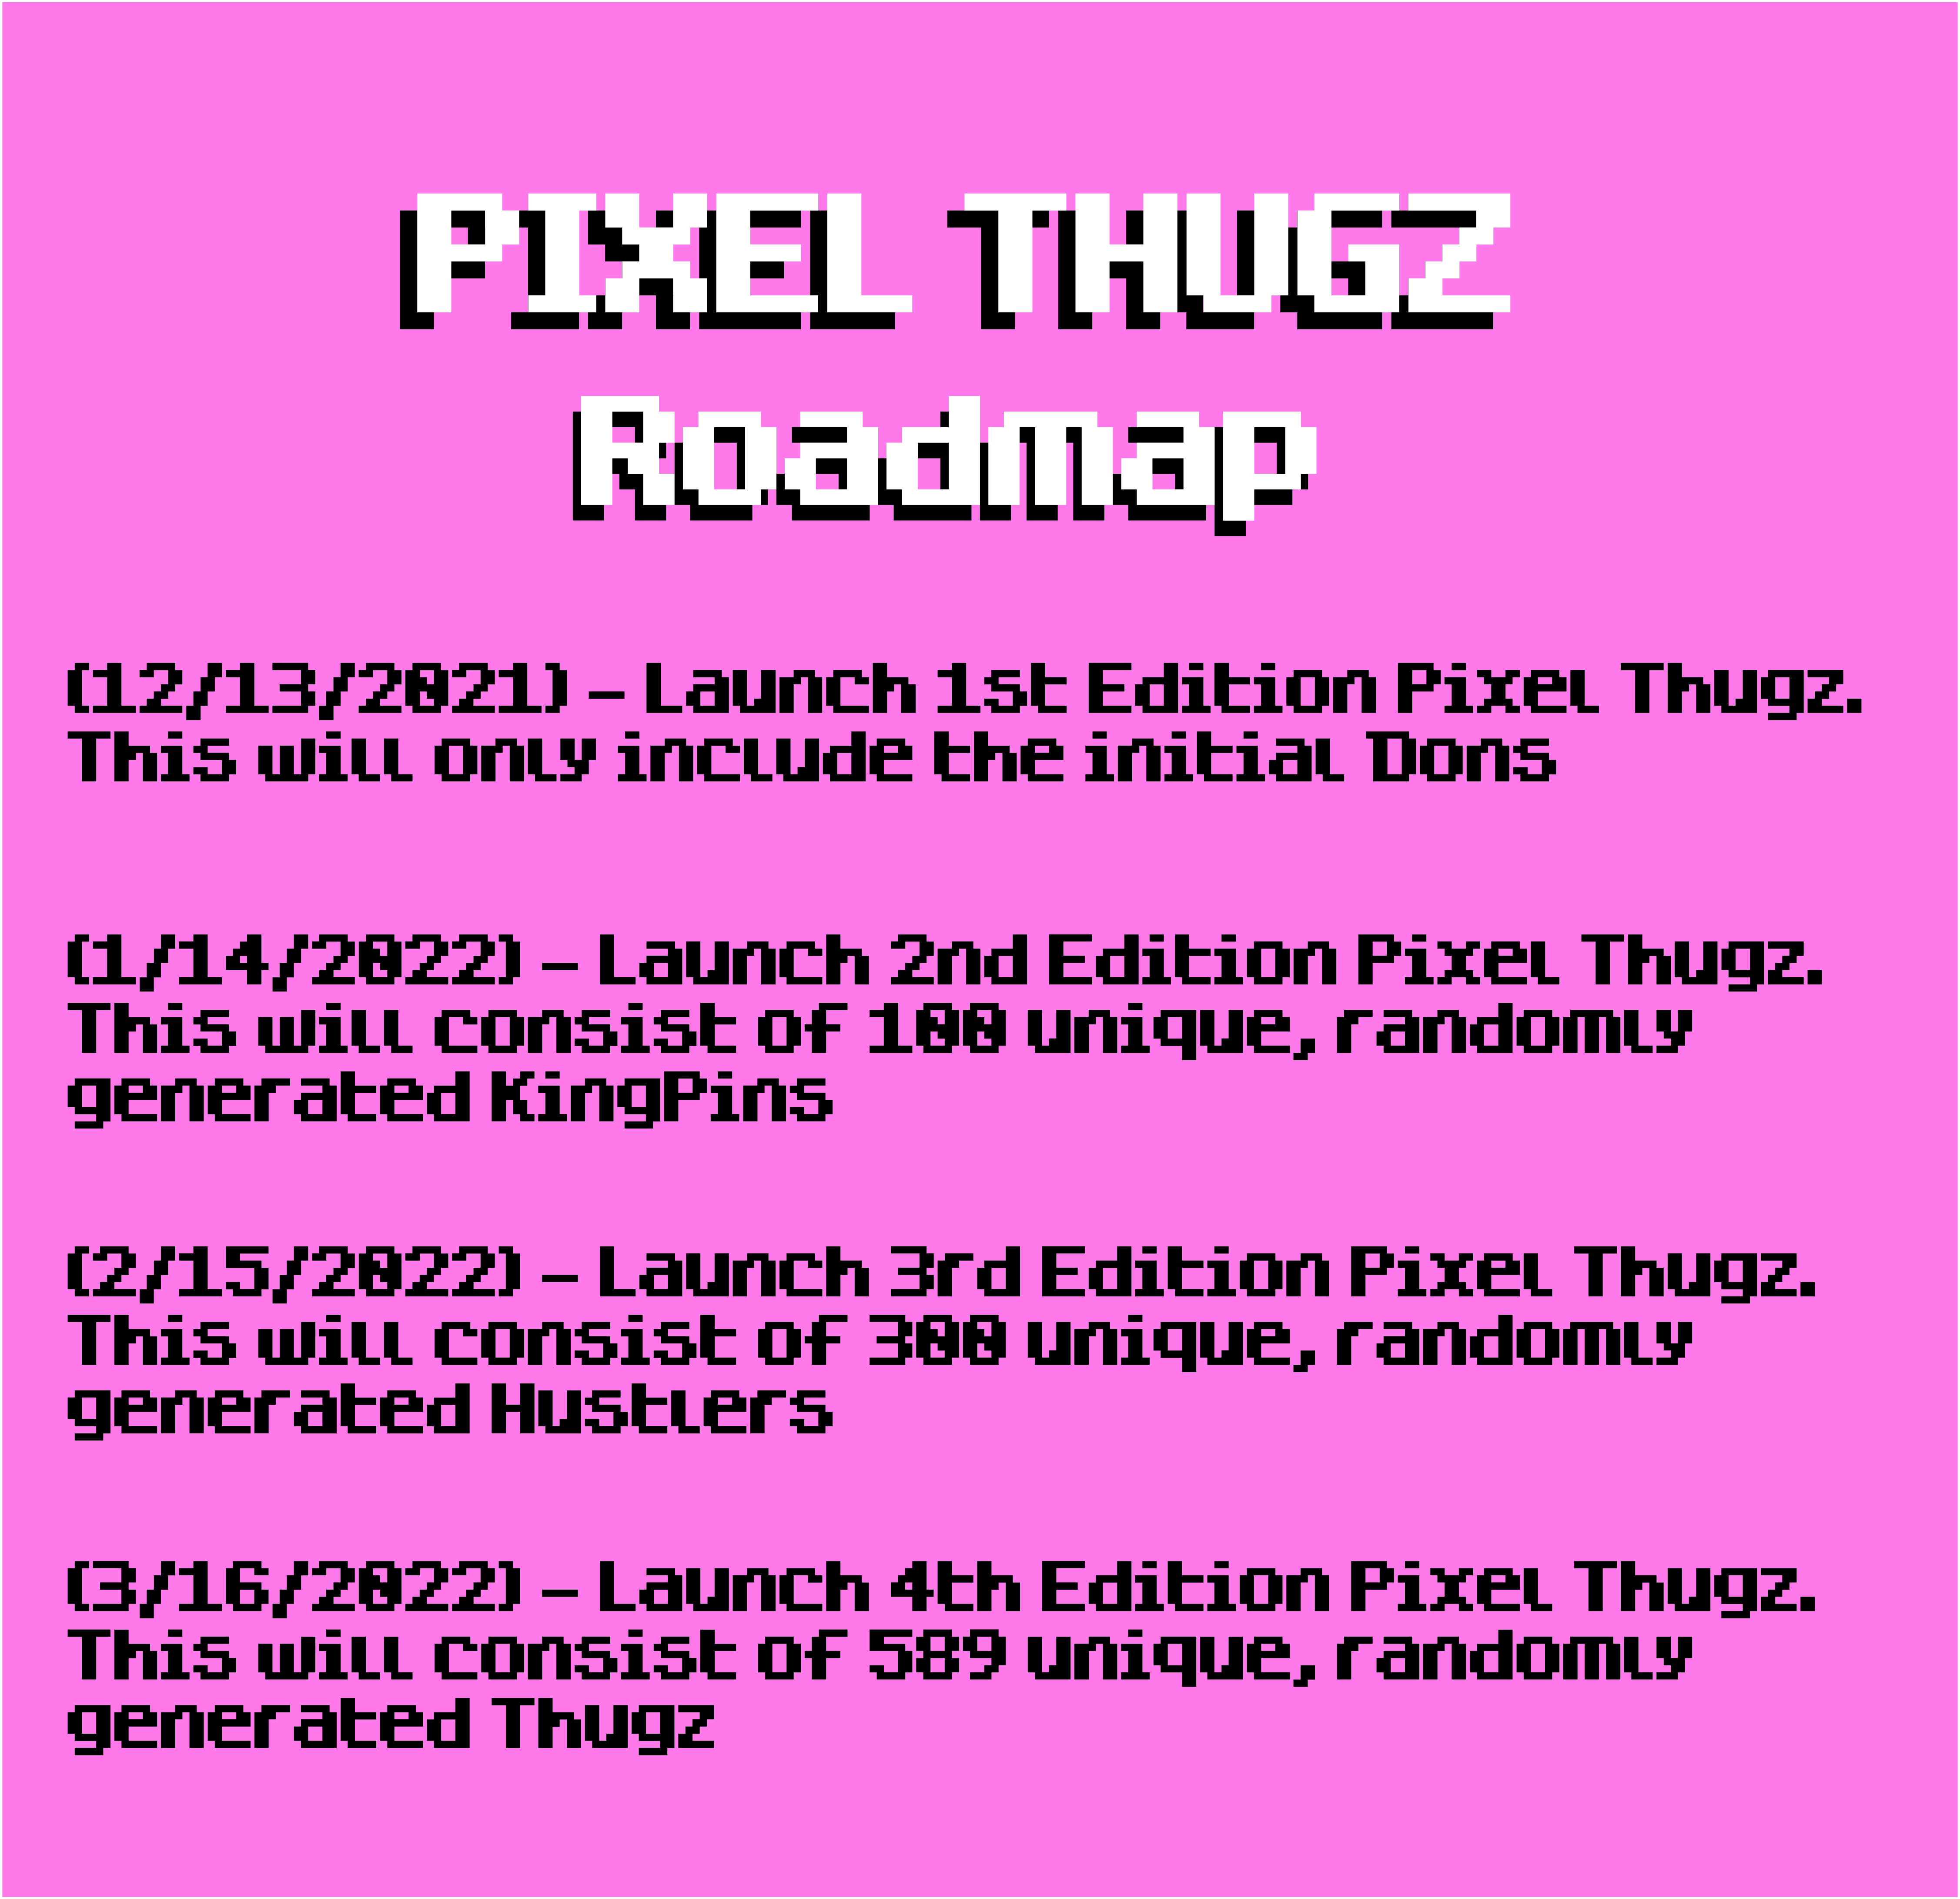 PIXEL THUGZ
Roadmap
(12/13/2021) - Launch 1st Edition Pixel Thugz.
This will only include the initial Dons
(1/14/2022) - Launch 2nd Edition Pixel Thugz.
This will consist of 100 unique, randomly
generated KingPins
(2/15/2022) - Launch 3rd Edition Pixel Thugz.
This will consist of 300 unique, randomly
generated Hustlers
(3/16/2022) - Launch 4th Edition Pixel Thugz.
This will consist of 589 unique, randomly
generated Thugz